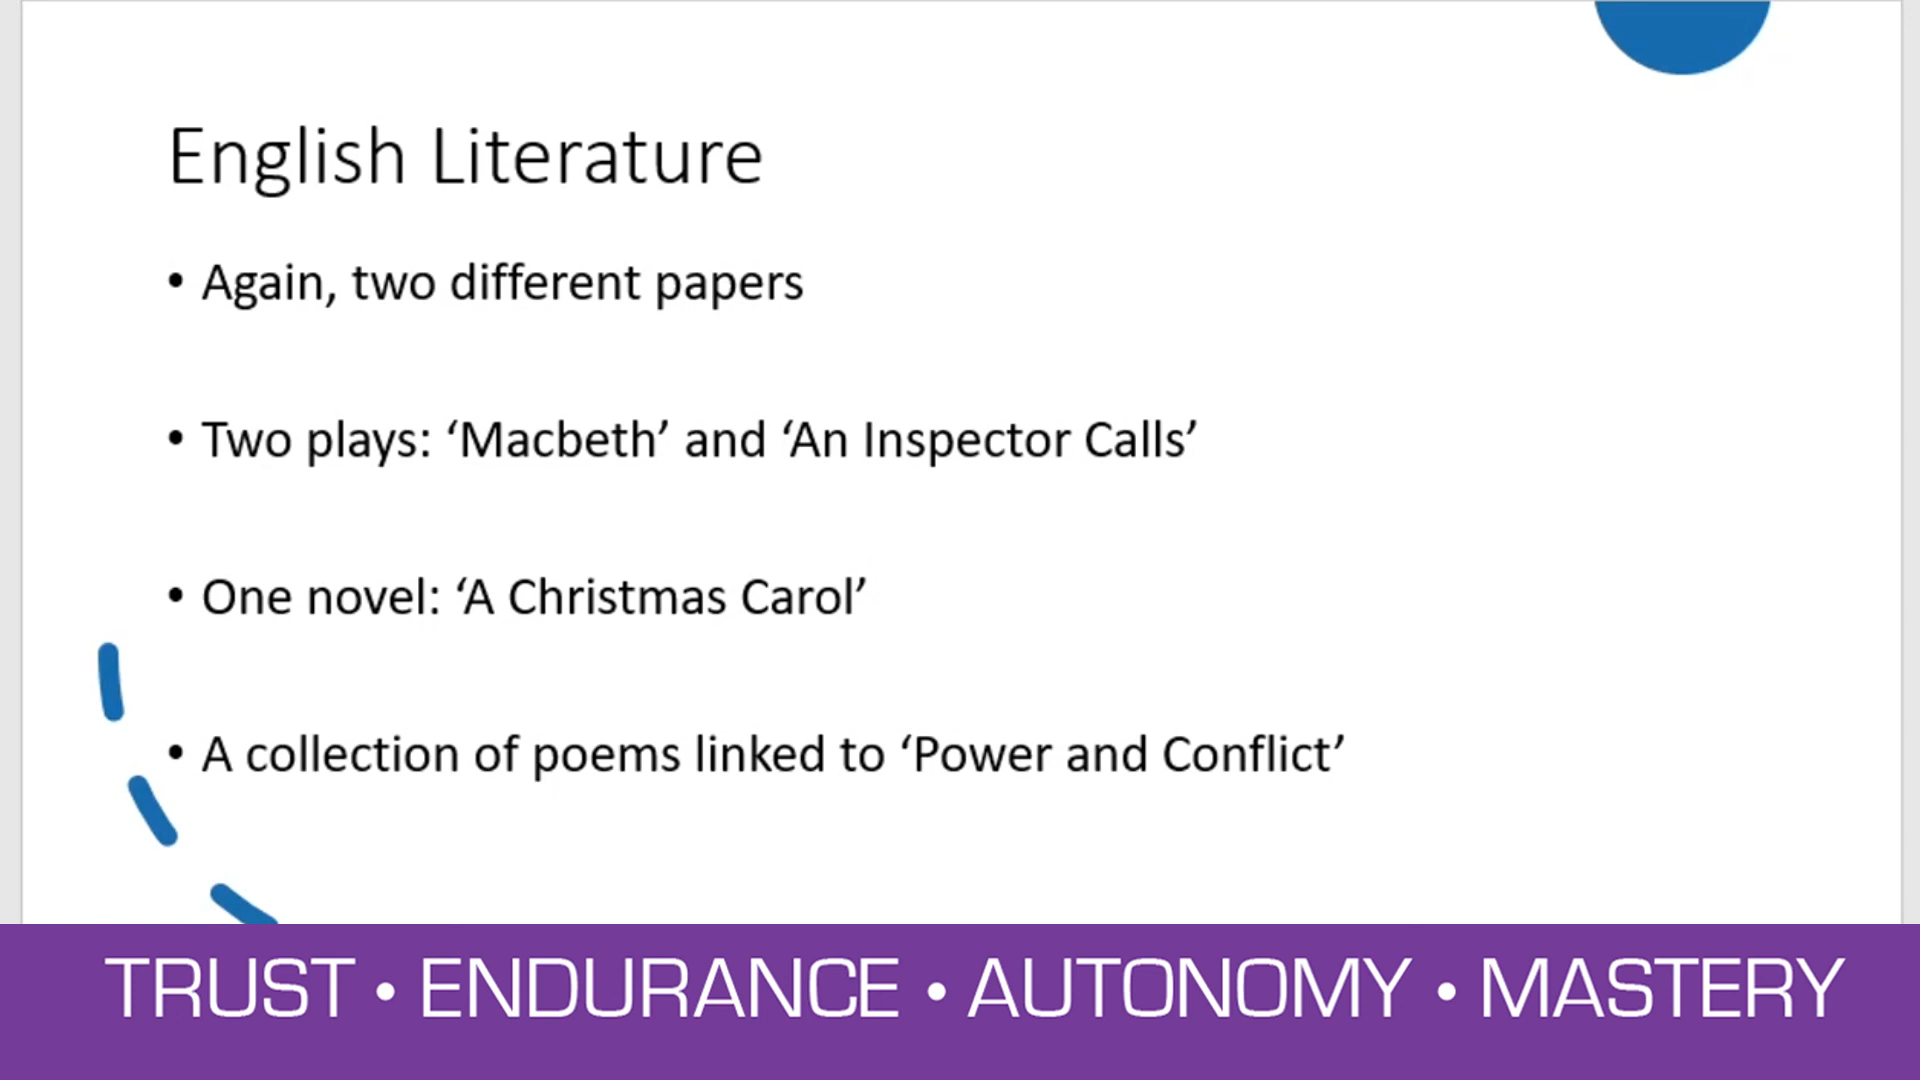 English Literature
• Again, two different papers
• Two plays: ‘Macbeth’ and ‘An Inspector Calls’
• One novel: ‘A Christmas Carol’
• A collection of poems linked to ‘Power and Conflict’
TRUST • ENDURANCE • AUTONOMY • MASTERY